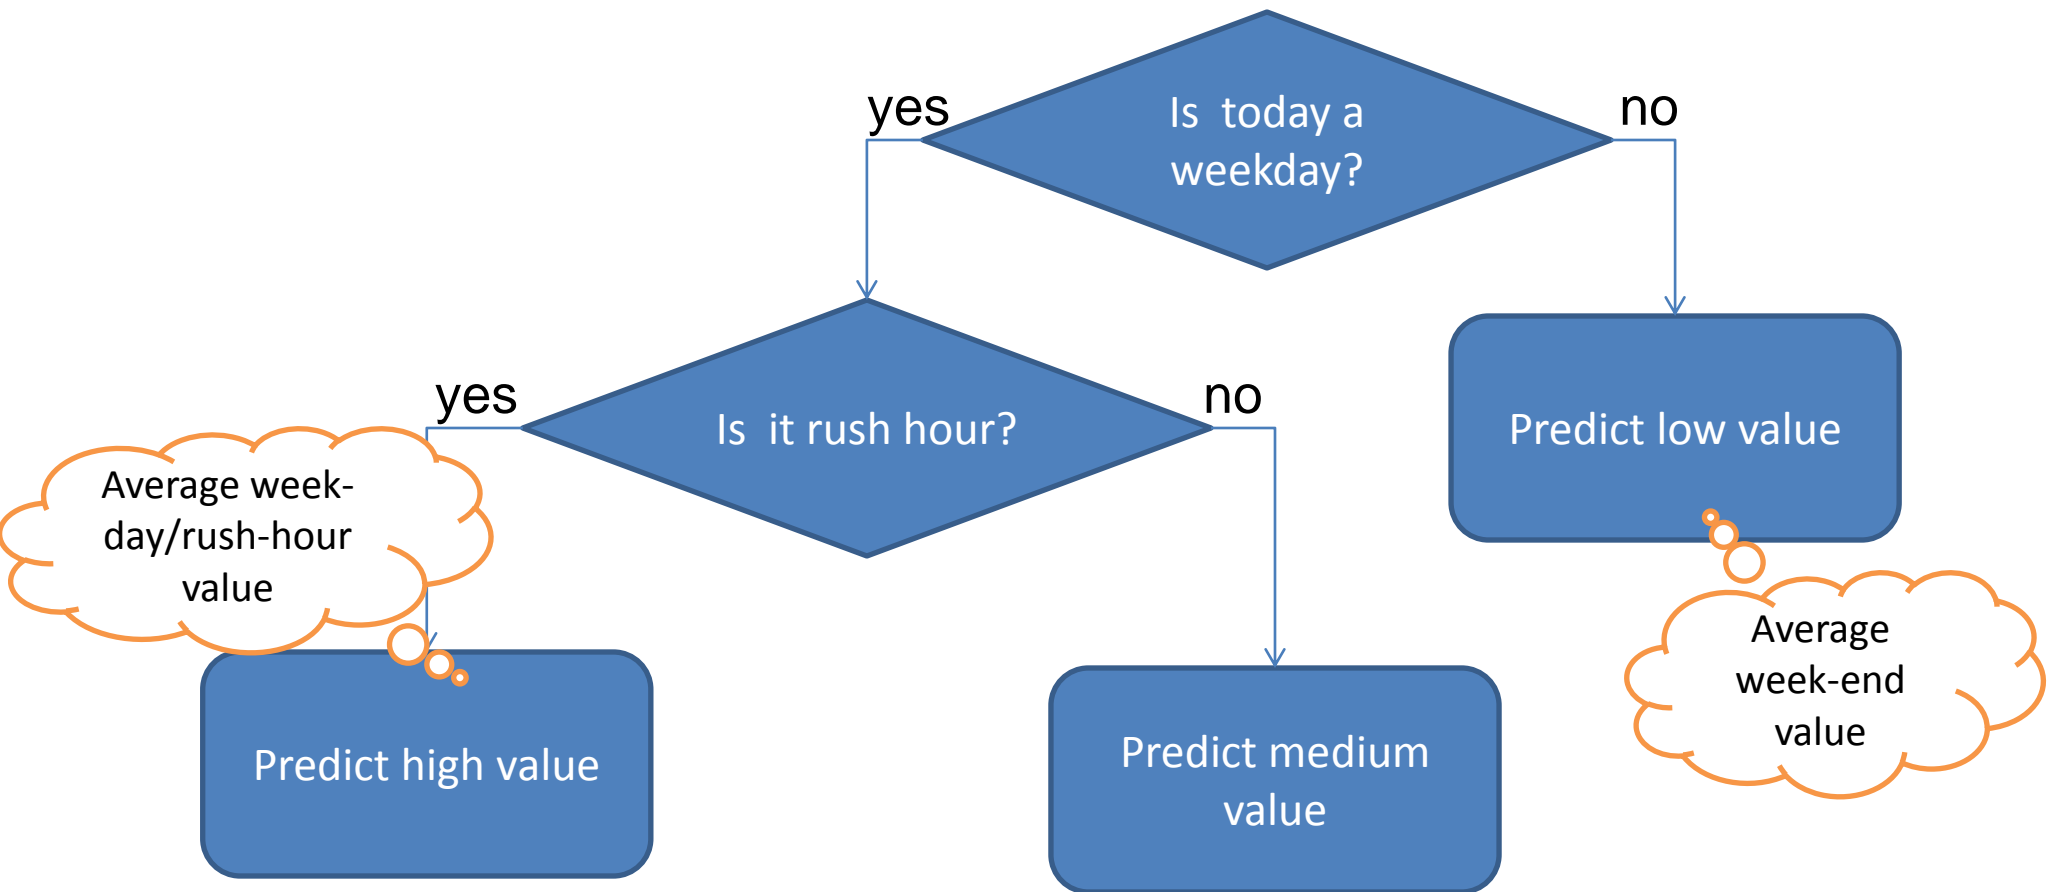 yes
Is today a
weekday?
no
yes
Is it rush hour?
no
Predict low value
Average week-
day/rush-hour
value
Average
week-end
value
Predict high value
Predict medium
value